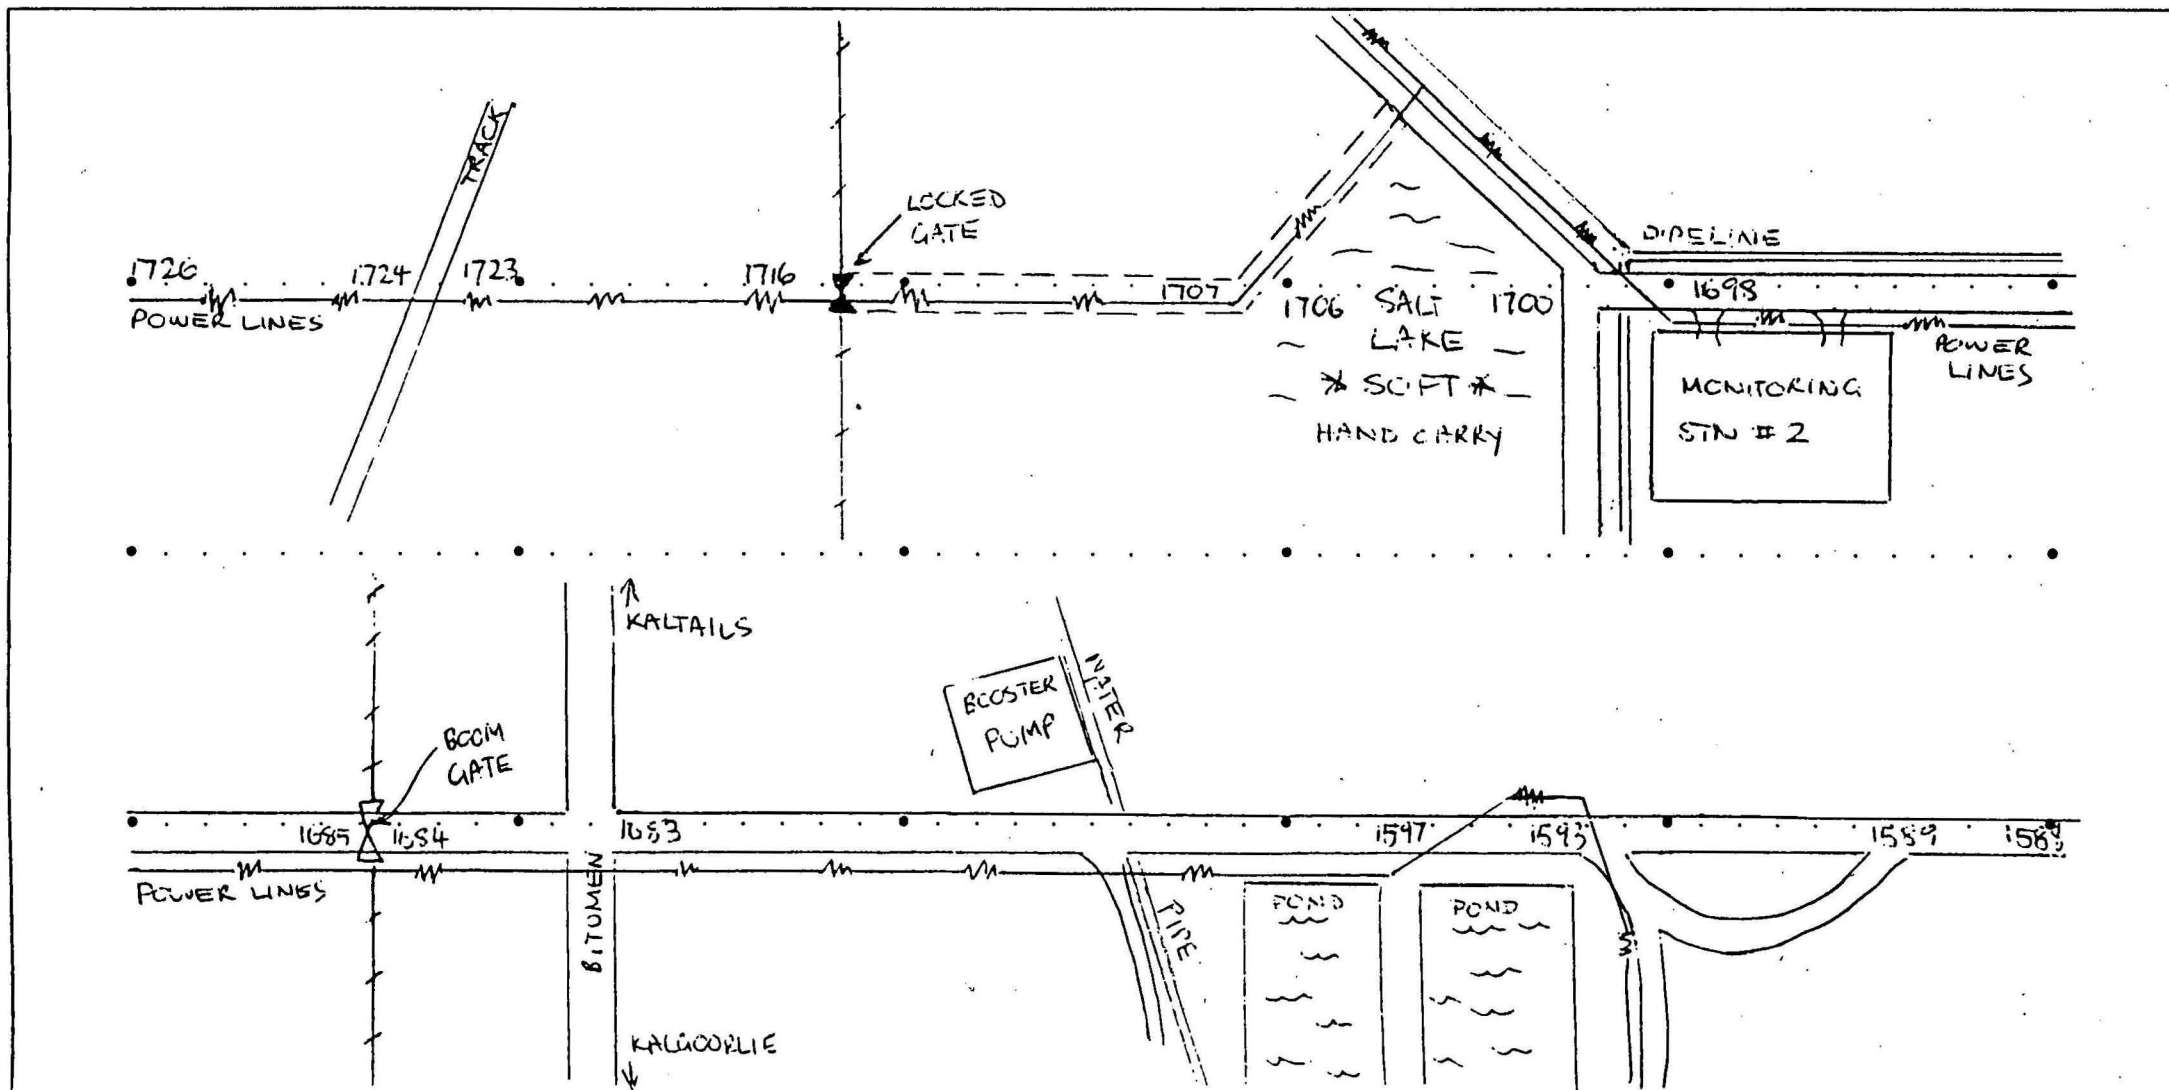 TRACK
LOCKED
GATE
PIPELINE
1726
1724
1723
1716
1707
1706
SALT
1700
1698
POWER LINES
LAKE
* SOFT *
HAND CARRY
POWER
LINES
MONITORING
STN # 2
KALTAILS
BOOSTER
PUMP
WATER
BOOM
GATE
1685
1684
1683
1597
1593
1589
POWER LINES
BITUMEN
PIPE
POND
POND
KALGOORLIE